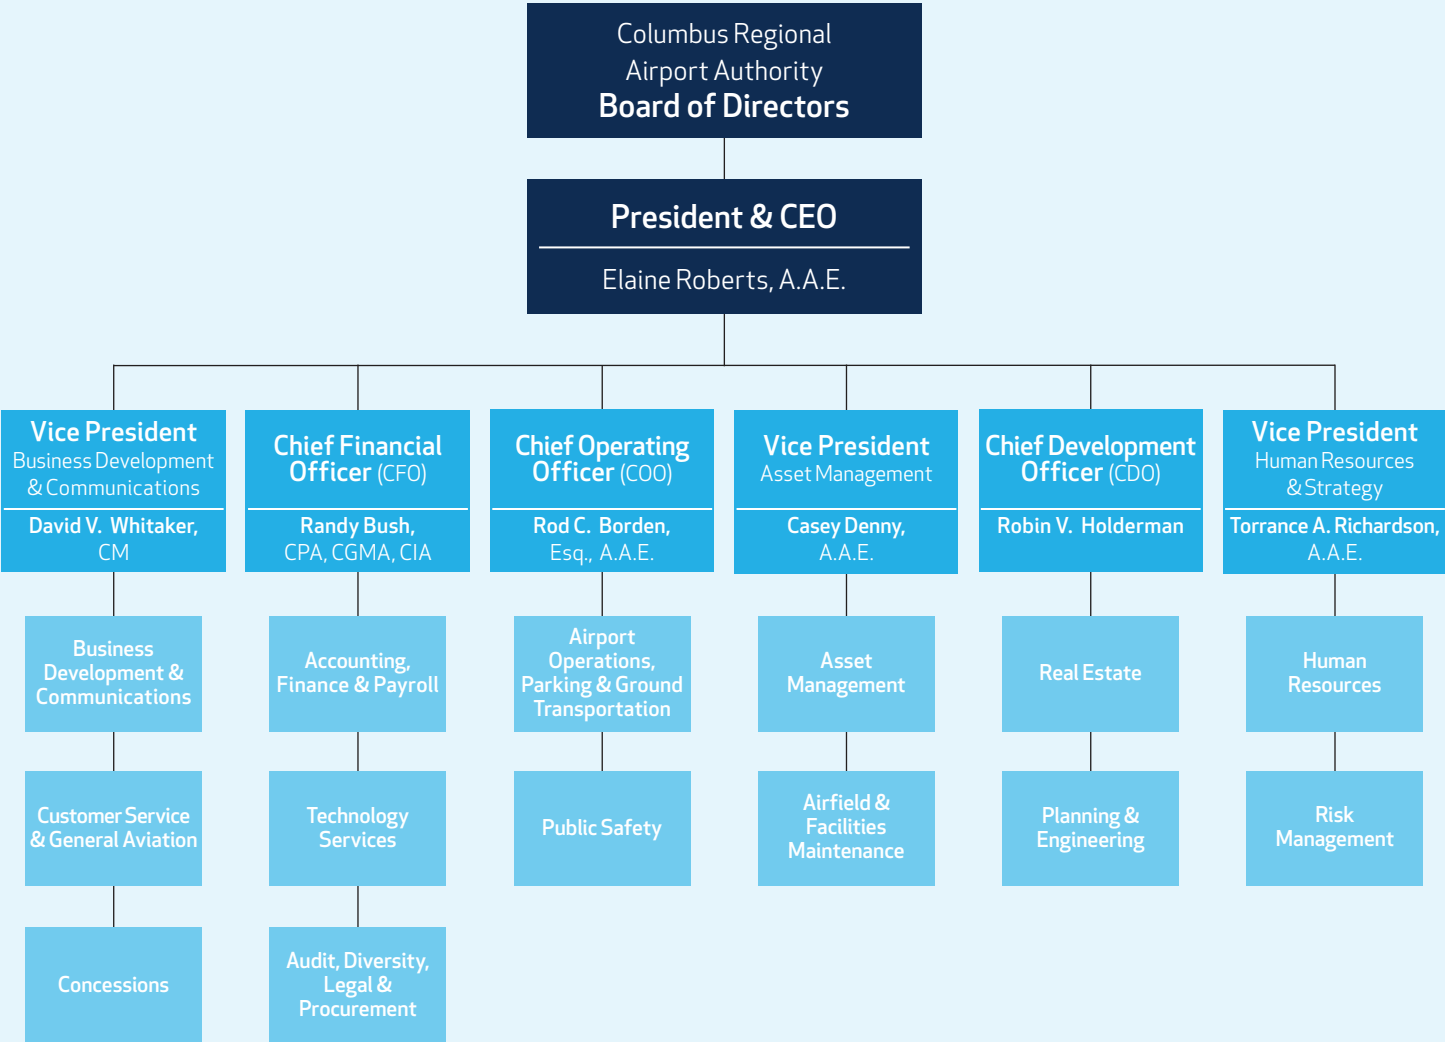 Columbus Regional
Airport Authority
Board of Directors
President & CEO
Elaine Roberts, A.A.E.
Vice President
Business Development
& Communications
David V. Whitaker,
CM
Chief Financial
Officer (CFO)
Randy Bush,
CPA, CGMA, CIA
Chief Operating
Officer (COO)
Rod C. Borden,
Esq., A.A.E.
Vice President
Asset Management
Casey Denny,
A.A.E.
Chief Development
Officer (CDO)
Robin V. Holderman
Vice President
Human Resources
& Strategy
Torrance A. Richardson,
A.A.E.
Business
Development &
Communications
Accounting,
Finance & Payroll
Airport
Operations,
Parking & Ground
Transportation
Asset
Management
Real Estate
Human
Resources
Customer Service
& General Aviation
Technology
Services
Public Safety
Airfield &
Facilities
Maintenance
Planning &
Engineering
Risk
Management
Concessions
Audit, Diversity,
Legal &
Procurement